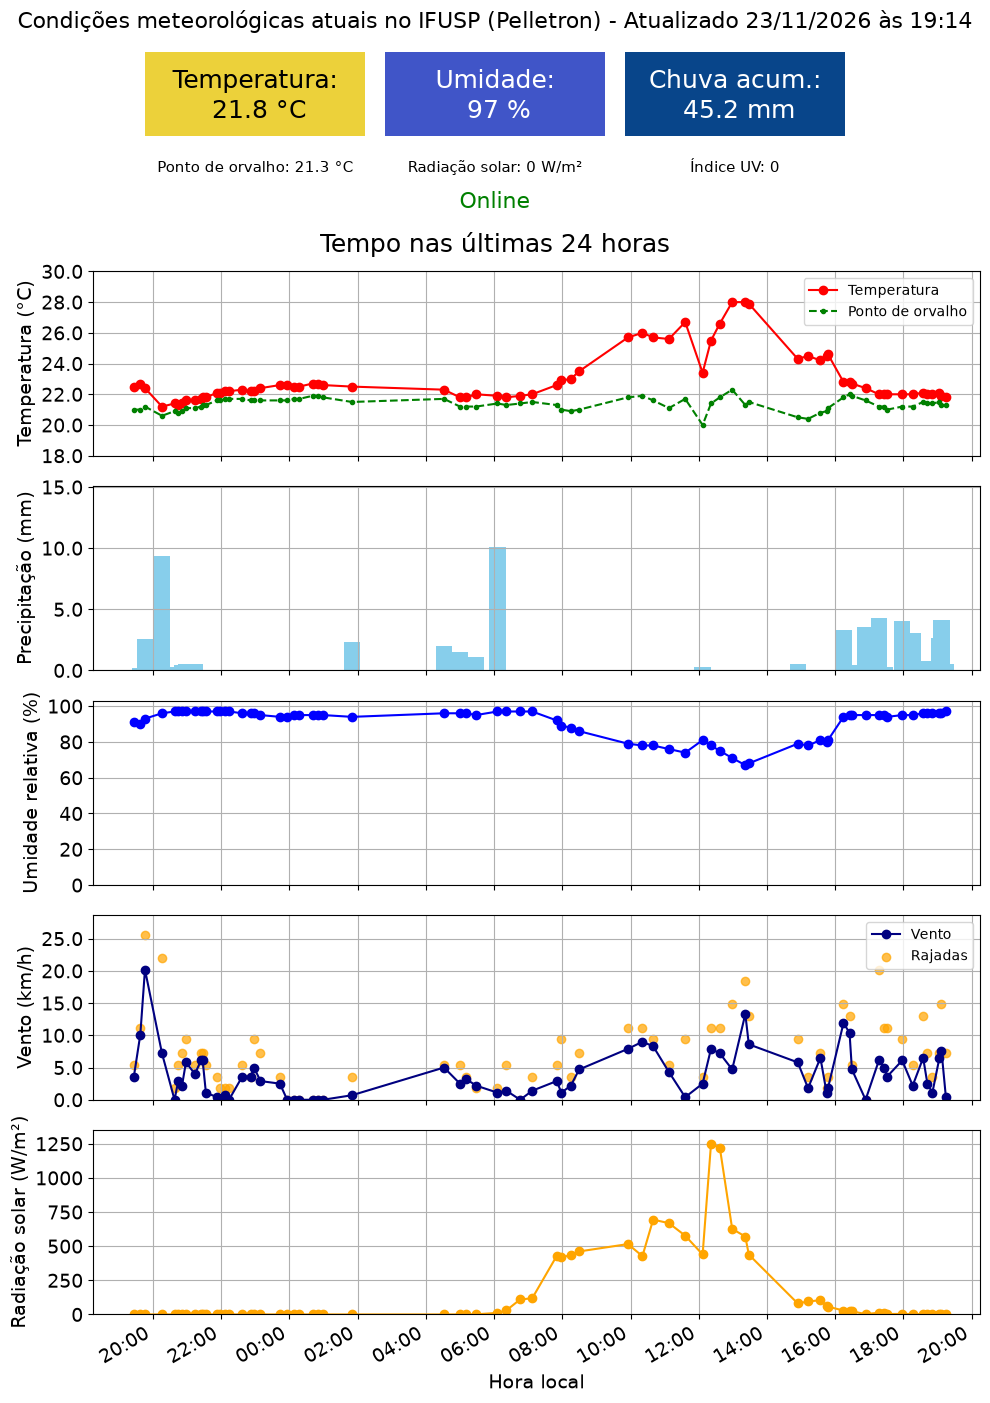 Condições meteorológicas atuais no IFUSP (Pelletron) - Atualizado 23/11/2026 às 19:14
Temperatura:
21.8 °C
Umidade:
97 %
Chuva acum.:
45.2 mm
Ponto de orvalho: 21.3 °C
Radiação solar: 0 W/m²
Índice UV: 0
Online
Tempo nas últimas 24 horas
Temperatura (°C)
30.0
28.0
26.0
24.0
22.0
20.0
18.0
Temperatura
Ponto de orvalho
Precipitação (mm)
15.0
10.0
5.0
0.0
Umidade relativa (%)
100
80
60
40
20
0
Vento (km/h)
25.0
20.0
15.0
10.0
5.0
0.0
Vento
Rajadas
Radiação solar (W/m²)
1250
1000
750
500
250
0
20:00
22:00
00:00
02:00
04:00
06:00
08:00
10:00
12:00
14:00
16:00
18:00
20:00
Hora local